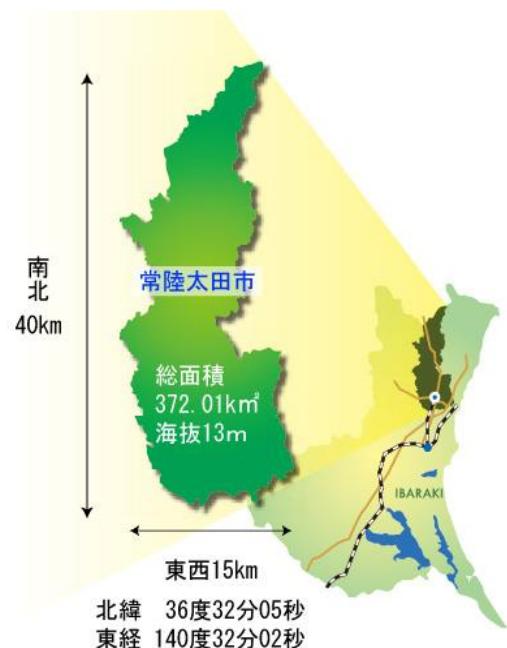 常陸太田市
南北
40km
総面積
372.01km²
海抜13m
IBARAKI
東西15km
北緯 36度32分05秒
東経 140度32分02秒